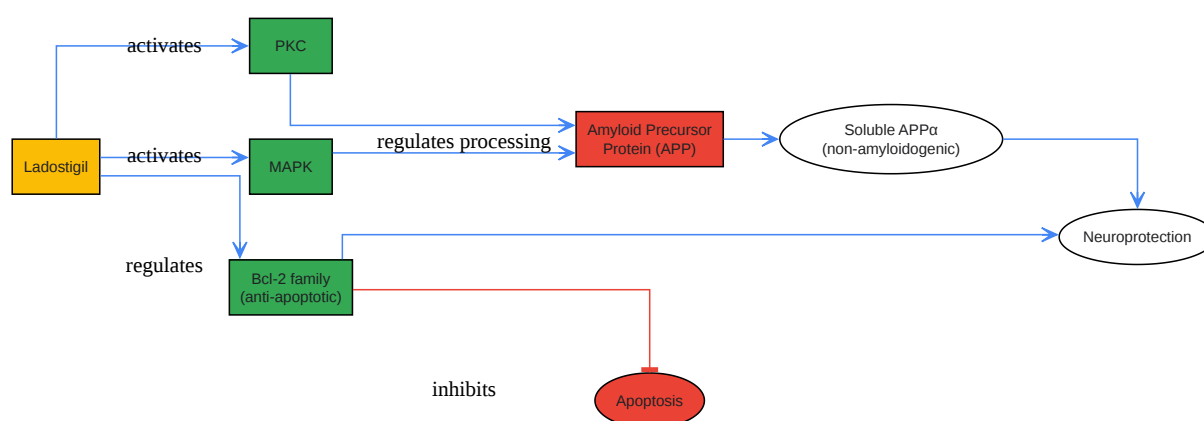 activates
PKC
Ladostigil
activates
MAPK
regulates processing
Amyloid Precursor
Protein (APP)
Soluble APPα
(non-amyloidogenic)
Neuroprotection
regulates
Bcl-2 family
(anti-apoptotic)
inhibits
Apoptosis